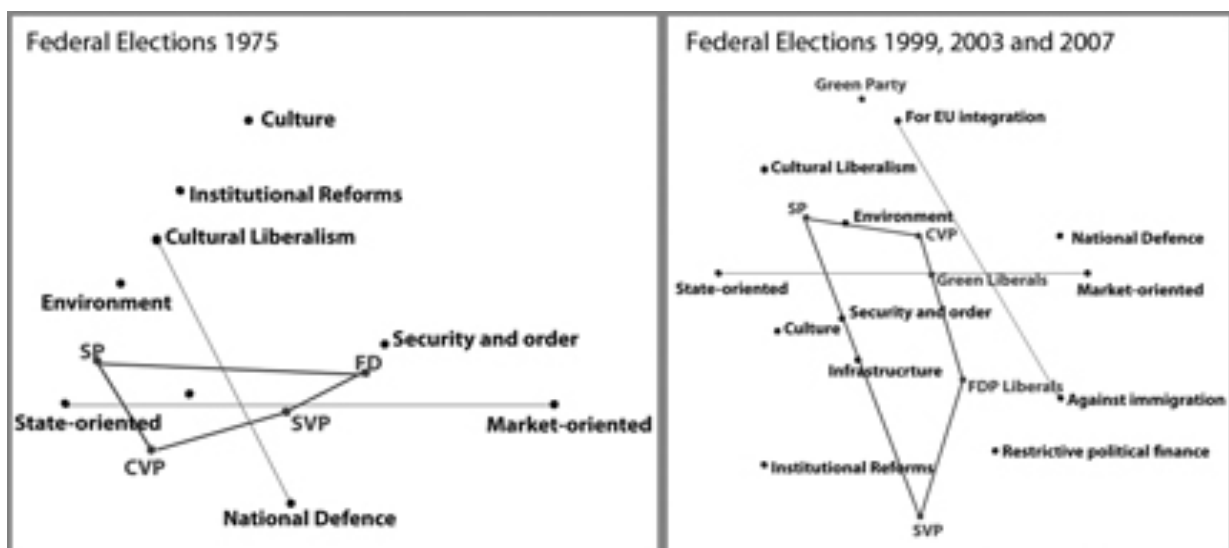 Federal Elections 1975
Culture
Institutional Reforms
Cultural Liberalism
Environment
Security and order
SP
FD
State-oriented
SVP
Market-oriented
CVP
National Defence
Federal Elections 1999, 2003 and 2007
Green Party
For EU integration
Cultural Liberalism
SP
Environment
CVP
National Defence
State-oriented
Green Liberals
Market-oriented
Security and order
Culture
Infrastrucrture
FDP Liberals
Against immigration
Restrictive political finance
Institutional Reforms
SVP